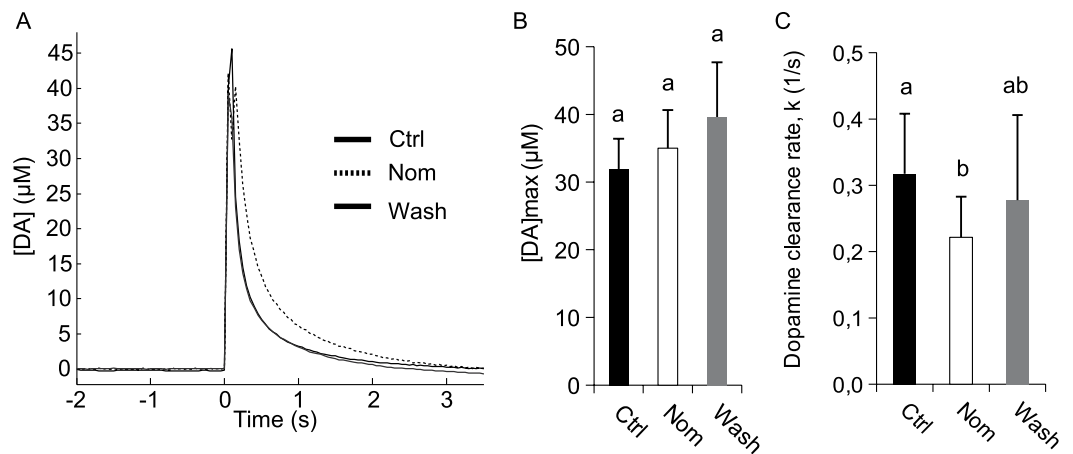 A
[DA] (µM)
45
40
35
30
25
20
15
10
5
0
-2
-1
0
1
2
3
Time (s)
Ctrl
Nom
Wash
B
[DA]max (µM)
50
40
30
20
10
0
a
a
a
Ctrl
Nom
Wash
C
Dopamine clearance rate, k (1/s)
0,5
0,4
0,3
0,2
0,1
0,0
a
b
ab
Ctrl
Nom
Wash